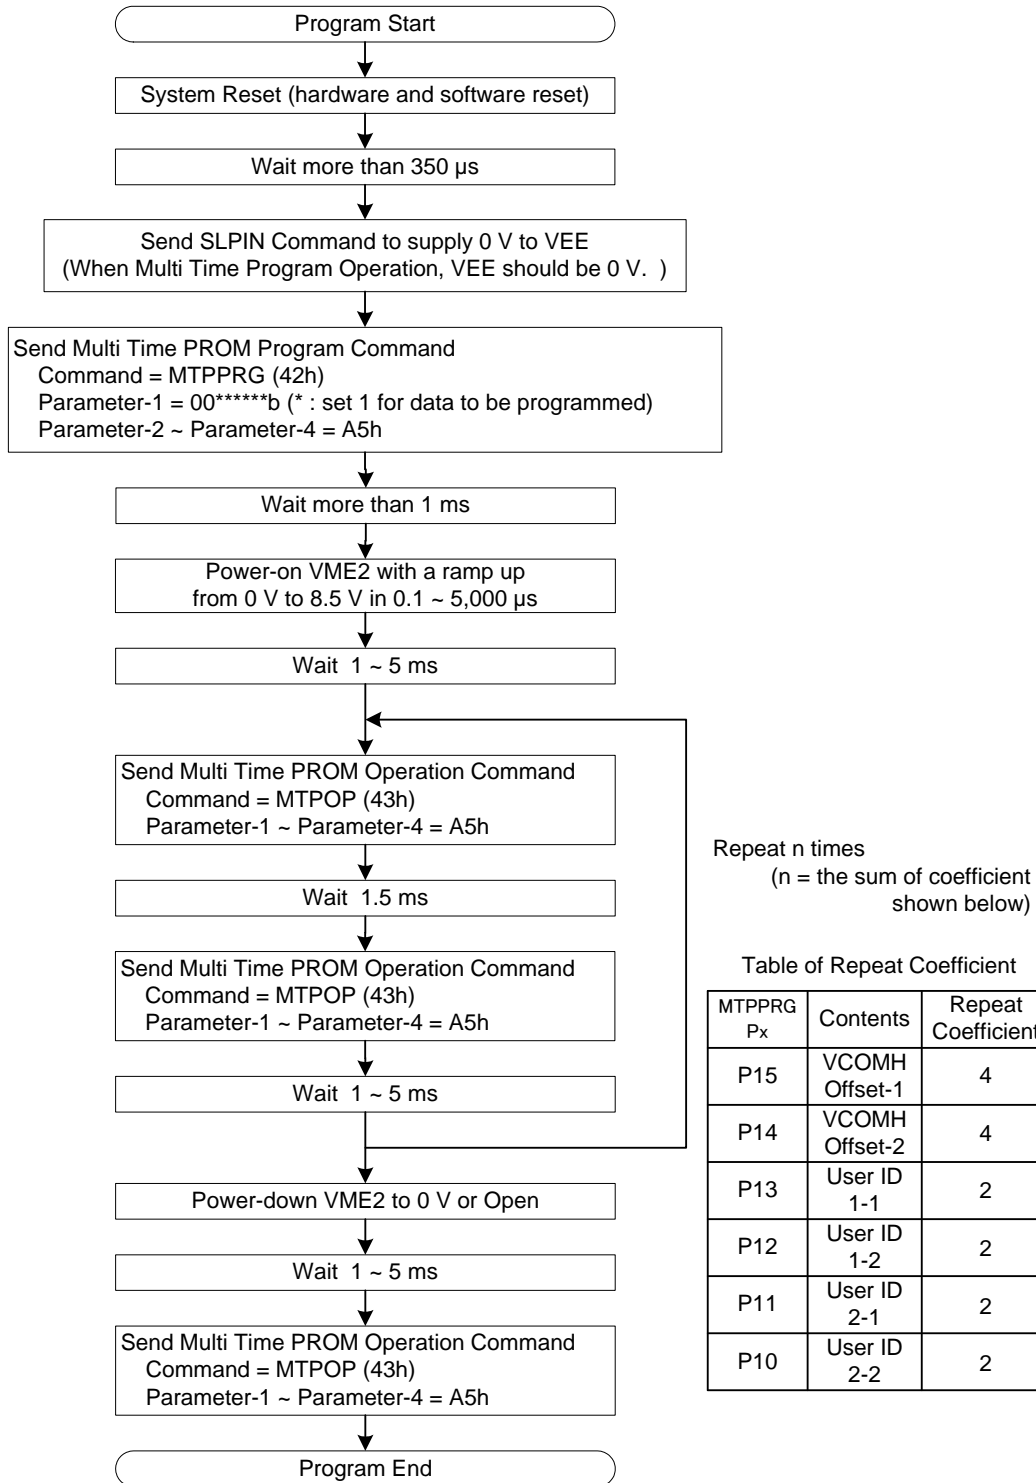 Program Start
System Reset (hardware and software reset)
Wait more than 350 µs
Send SLPIN Command to supply 0 V to VEE
(When Multi Time Program Operation, VEE should be 0 V. )
Send Multi Time PROM Program Command
Command = MTPPRG (42h)
Parameter-1 = 00******b (* : set 1 for data to be programmed)
Parameter-2 ~ Parameter-4 = A5h
Wait more than 1 ms
Power-on VME2 with a ramp up
from 0 V to 8.5 V in 0.1 ~ 5,000 µs
Wait 1 ~ 5 ms
Send Multi Time PROM Operation Command
Command = MTPOP (43h)
Parameter-1 ~ Parameter-4 = A5h
Wait 1.5 ms
Send Multi Time PROM Operation Command
Command = MTPOP (43h)
Parameter-1 ~ Parameter-4 = A5h
Wait 1 ~ 5 ms
Power-down VME2 to 0 V or Open
Wait 1 ~ 5 ms
Send Multi Time PROM Operation Command
Command = MTPOP (43h)
Parameter-1 ~ Parameter-4 = A5h
Program End
Repeat n times
(n = the sum of coefficient
shown below)
Table of Repeat Coefficient
MTPPRG
Px
Contents
Repeat
Coefficient
P15
VCOMH
Offset-1
4
P14
VCOMH
Offset-2
4
P13
User ID
1-1
2
P12
User ID
1-2
2
P11
User ID
2-1
2
P10
User ID
2-2
2